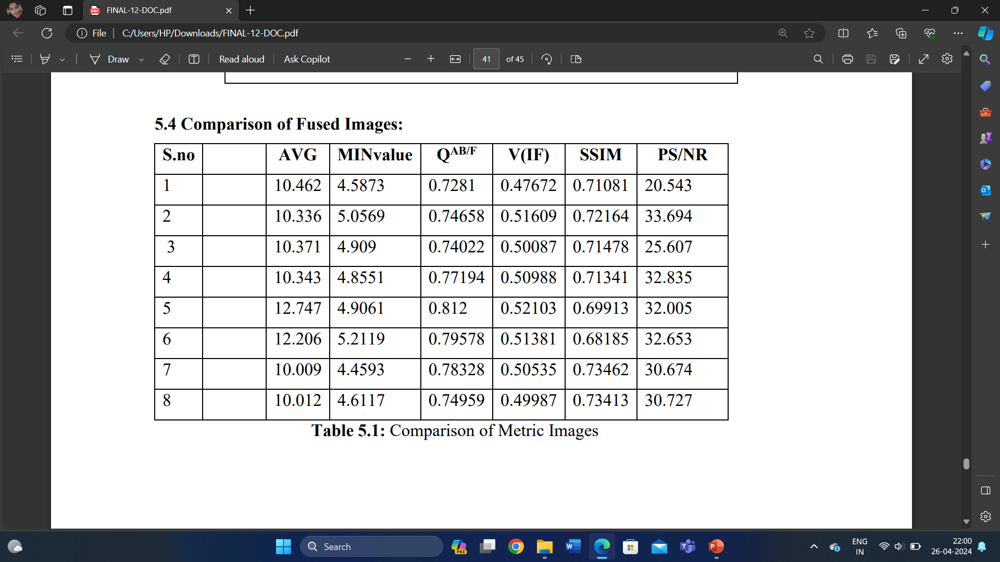 FINAL-12-DOC.pdf
File
C:/Users/HP/Downloads/FINAL-12-DOC.pdf
Draw
Read aloud
Ask Copilot
41 of 45
5.4 Comparison of Fused Images:
S.no AVG MINvalue QAB/F V(IF) SSIM PS/NR
1 10.462 4.5873 0.7281 0.47672 0.71081 20.543
2 10.336 5.0569 0.74658 0.51609 0.72164 33.694
3 10.371 4.909 0.74022 0.50087 0.71478 25.607
4 10.343 4.8551 0.77194 0.50988 0.71341 32.835
5 12.747 4.9061 0.812 0.52103 0.69913 32.005
6 12.206 5.2119 0.79578 0.51381 0.68185 32.653
7 10.009 4.4593 0.78328 0.50535 0.73462 30.674
8 10.012 4.6117 0.74959 0.49987 0.73413 30.727
Table 5.1: Comparison of Metric Images
Search
PRE
ENG
IN
22:00
26-04-2024